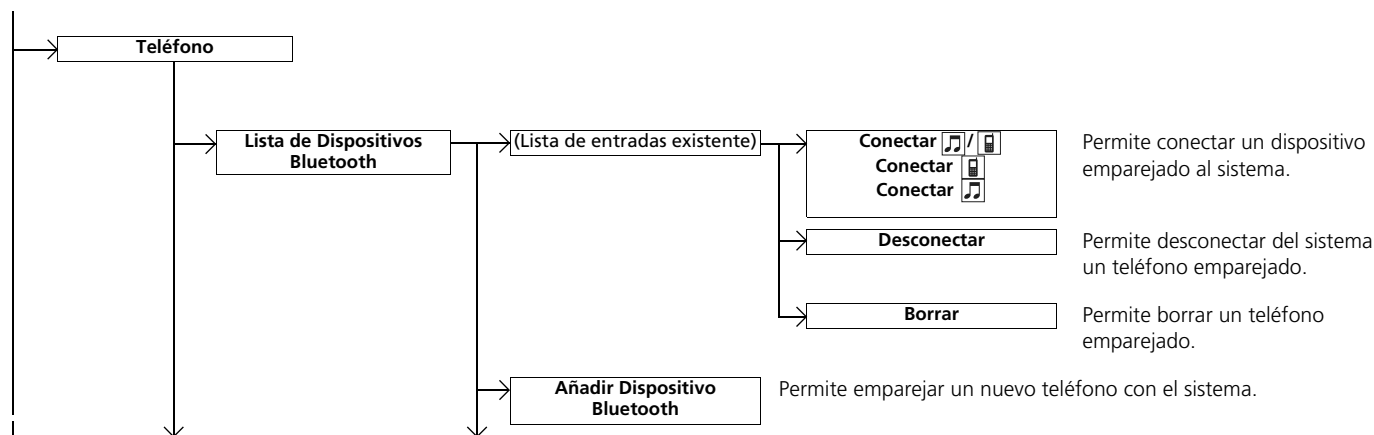 Teléfono
Lista de Dispositivos
Bluetooth
(Lista de entradas existente)
Conectar /
Conectar
Conectar
Permite conectar un dispositivo
emparejado al sistema.
Desconectar
Permite desconectar del sistema
un teléfono emparejado.
Borrar
Permite borrar un teléfono
emparejado.
Añadir Dispositivo
Bluetooth
Permite emparejar un nuevo teléfono con el sistema.